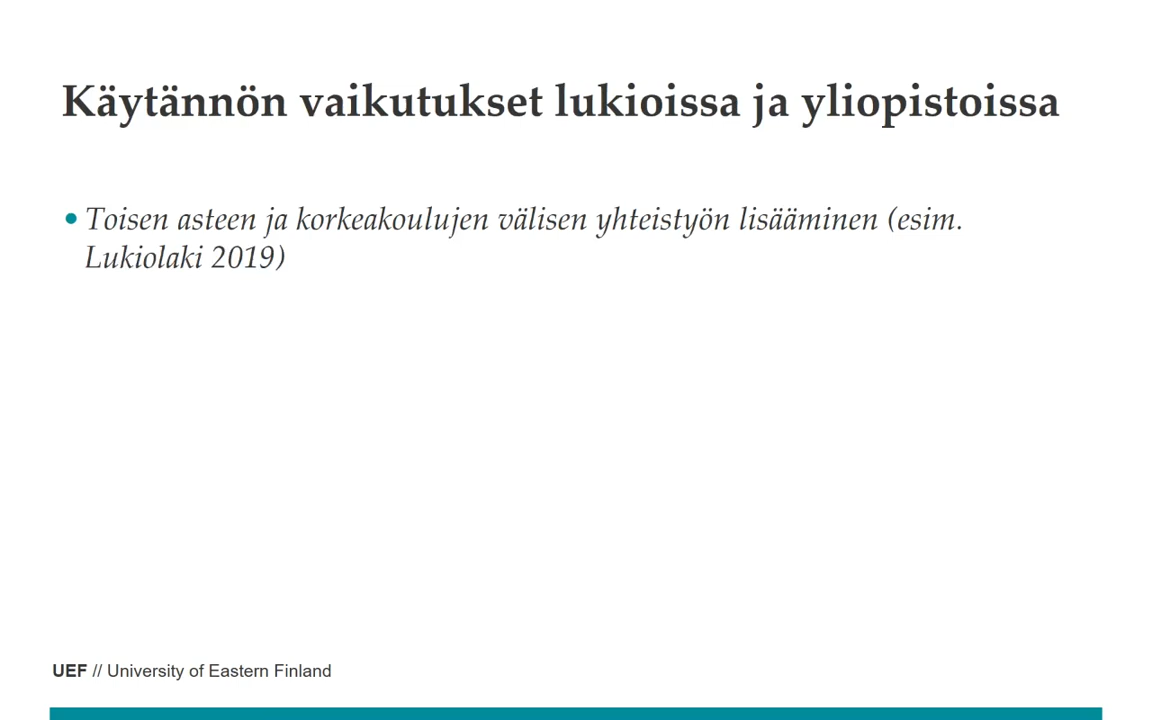 Käytännön vaikutukset lukioissa ja yliopistoissa
• Toisen asteen ja korkeakoulujen välisen yhteistyön lisääminen (esim.
Lukiolaki 2019)
UEF // University of Eastern Finland